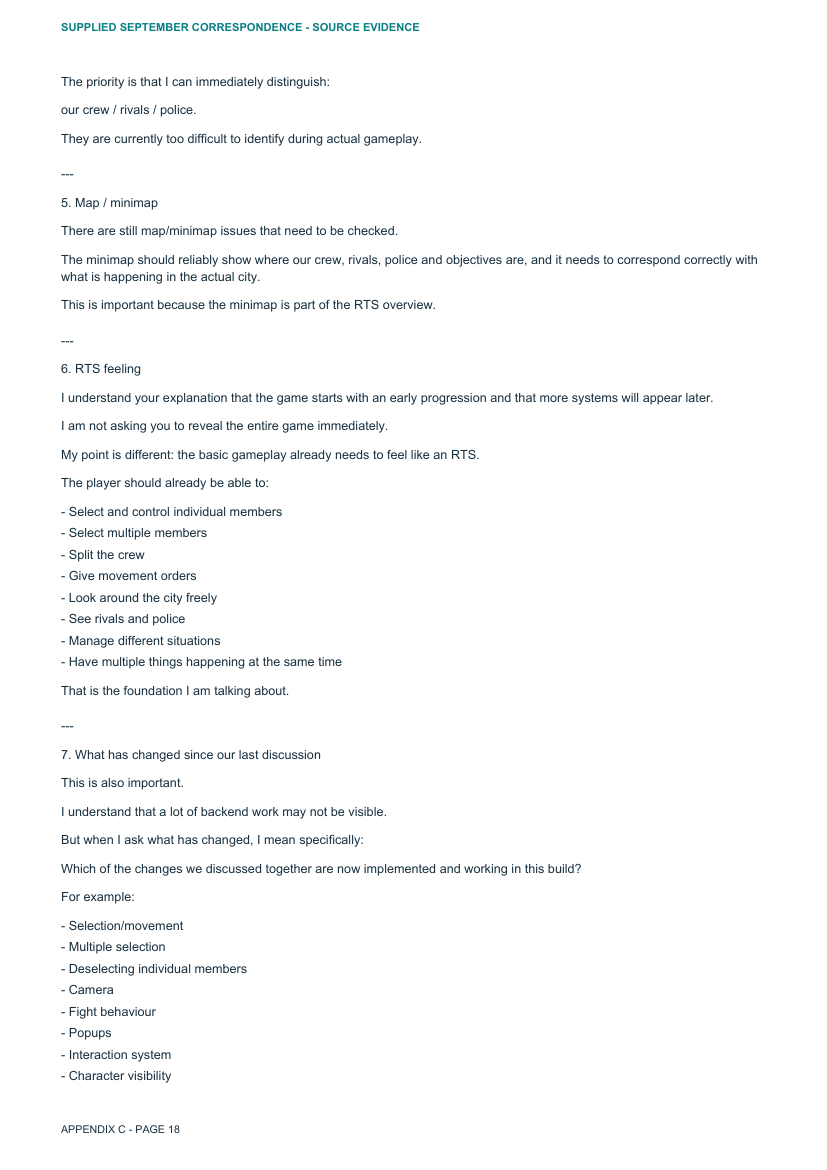 SUPPLIED SEPTEMBER CORRESPONDENCE - SOURCE EVIDENCE
The priority is that I can immediately distinguish:
our crew / rivals / police.
They are currently too difficult to identify during actual gameplay.
---
5. Map / minimap
There are still map/minimap issues that need to be checked.
The minimap should reliably show where our crew, rivals, police and objectives are, and it needs to correspond correctly with
what is happening in the actual city.
This is important because the minimap is part of the RTS overview.
---
6. RTS feeling
I understand your explanation that the game starts with an early progression and that more systems will appear later.
I am not asking you to reveal the entire game immediately.
My point is different: the basic gameplay already needs to feel like an RTS.
The player should already be able to:
- Select and control individual members
- Select multiple members
- Split the crew
- Give movement orders
- Look around the city freely
- See rivals and police
- Manage different situations
- Have multiple things happening at the same time
That is the foundation I am talking about.
---
7. What has changed since our last discussion
This is also important.
I understand that a lot of backend work may not be visible.
But when I ask what has changed, I mean specifically:
Which of the changes we discussed together are now implemented and working in this build?
For example:
- Selection/movement
- Multiple selection
- Deselecting individual members
- Camera
- Fight behaviour
- Popups
- Interaction system
- Character visibility
APPENDIX C - PAGE 18